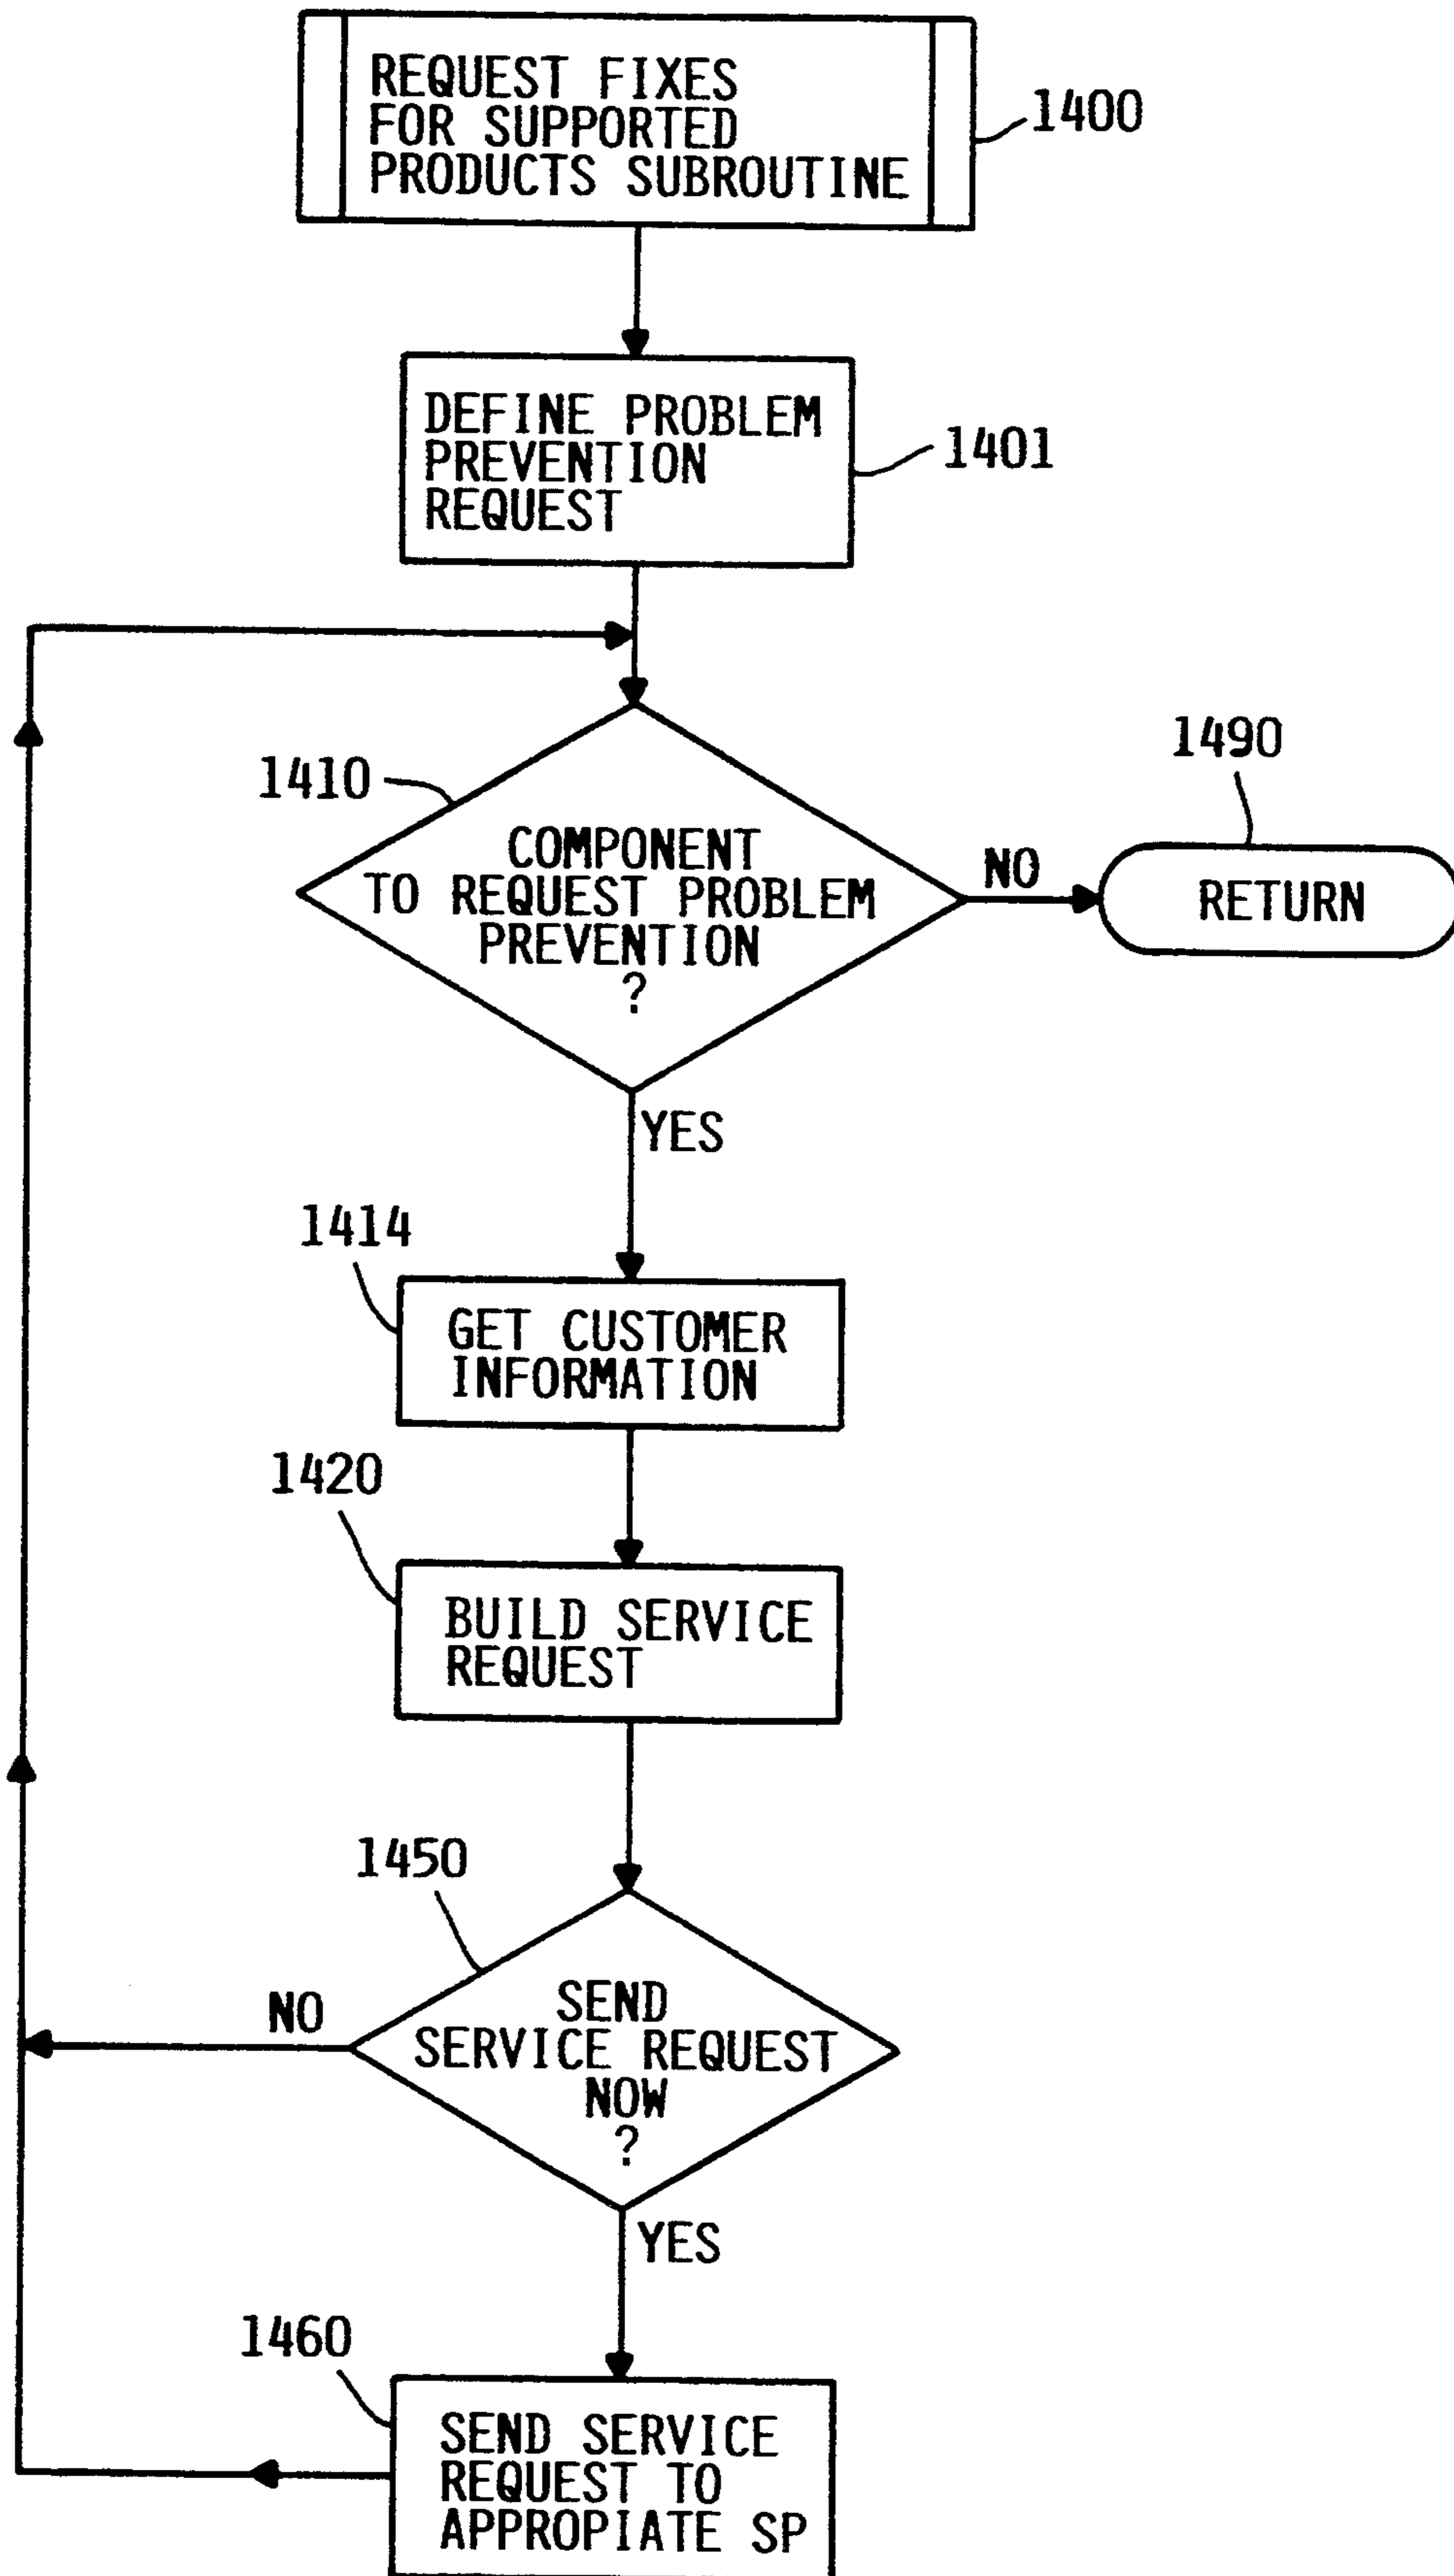 REQUEST FIXES
FOR SUPPORTED
PRODUCTS SUBROUTINE
1400
DEFINE PROBLEM
PREVENTION
REQUEST
1401
1410
COMPONENT
TO REQUEST PROBLEM
PREVENTION
?
NO
1490
RETURN
YES
1414
GET CUSTOMER
INFORMATION
1420
BUILD SERVICE
REQUEST
1450
SEND
SERVICE REQUEST
NOW
?
NO
YES
1460
SEND SERVICE
REQUEST TO
APPROPIATE SP